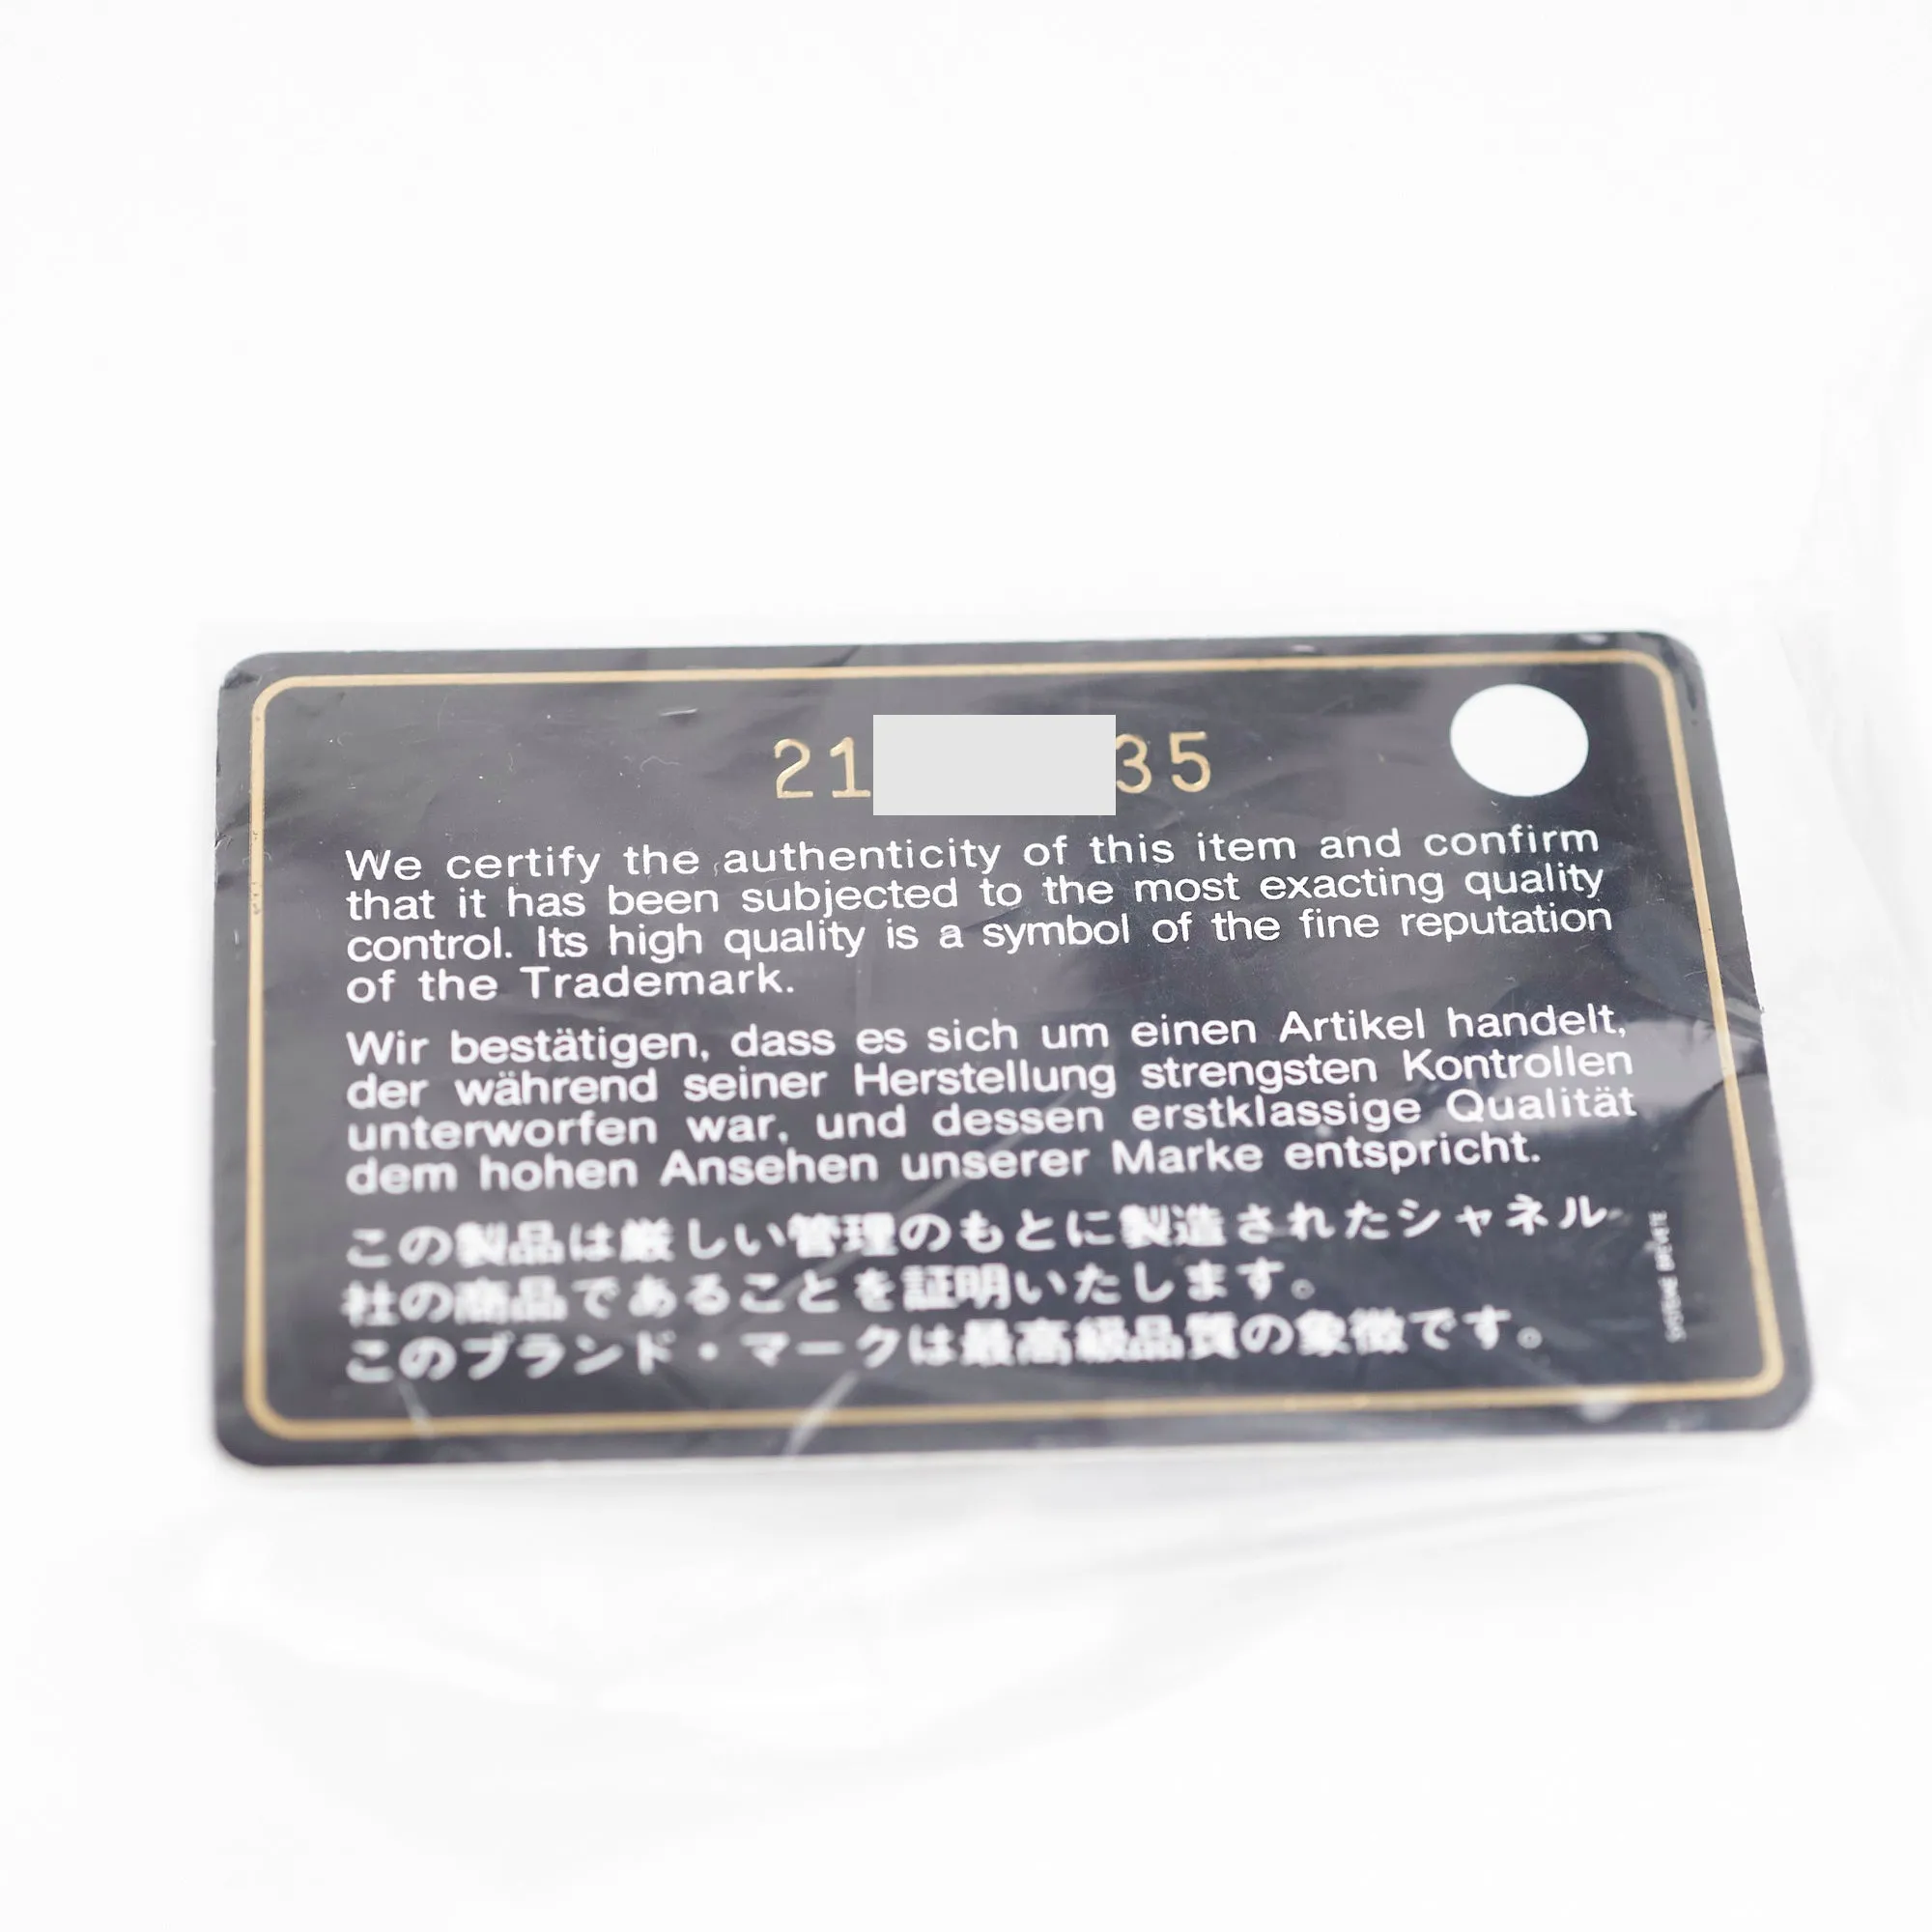 21 35
We certify the authenticity of this item and confirm
that it has been subjected to the most exacting quality
control. Its high quality is a symbol of the fine reputation
of the Trademark.
Wir bestätigen, dass es sich um einen Artikel handelt,
der während seiner Herstellung strengsten Kontrollen
unterworfen war, und dessen erstklassige Qualität
dem hohen Ansehen unserer Marke entspricht.
この製品は厳しい管理のもとに製造されたシャネル
社の商品であることを証明いたします。
このブランド・マークは最高級品質の象徴です。
SYSTEME BREVETE